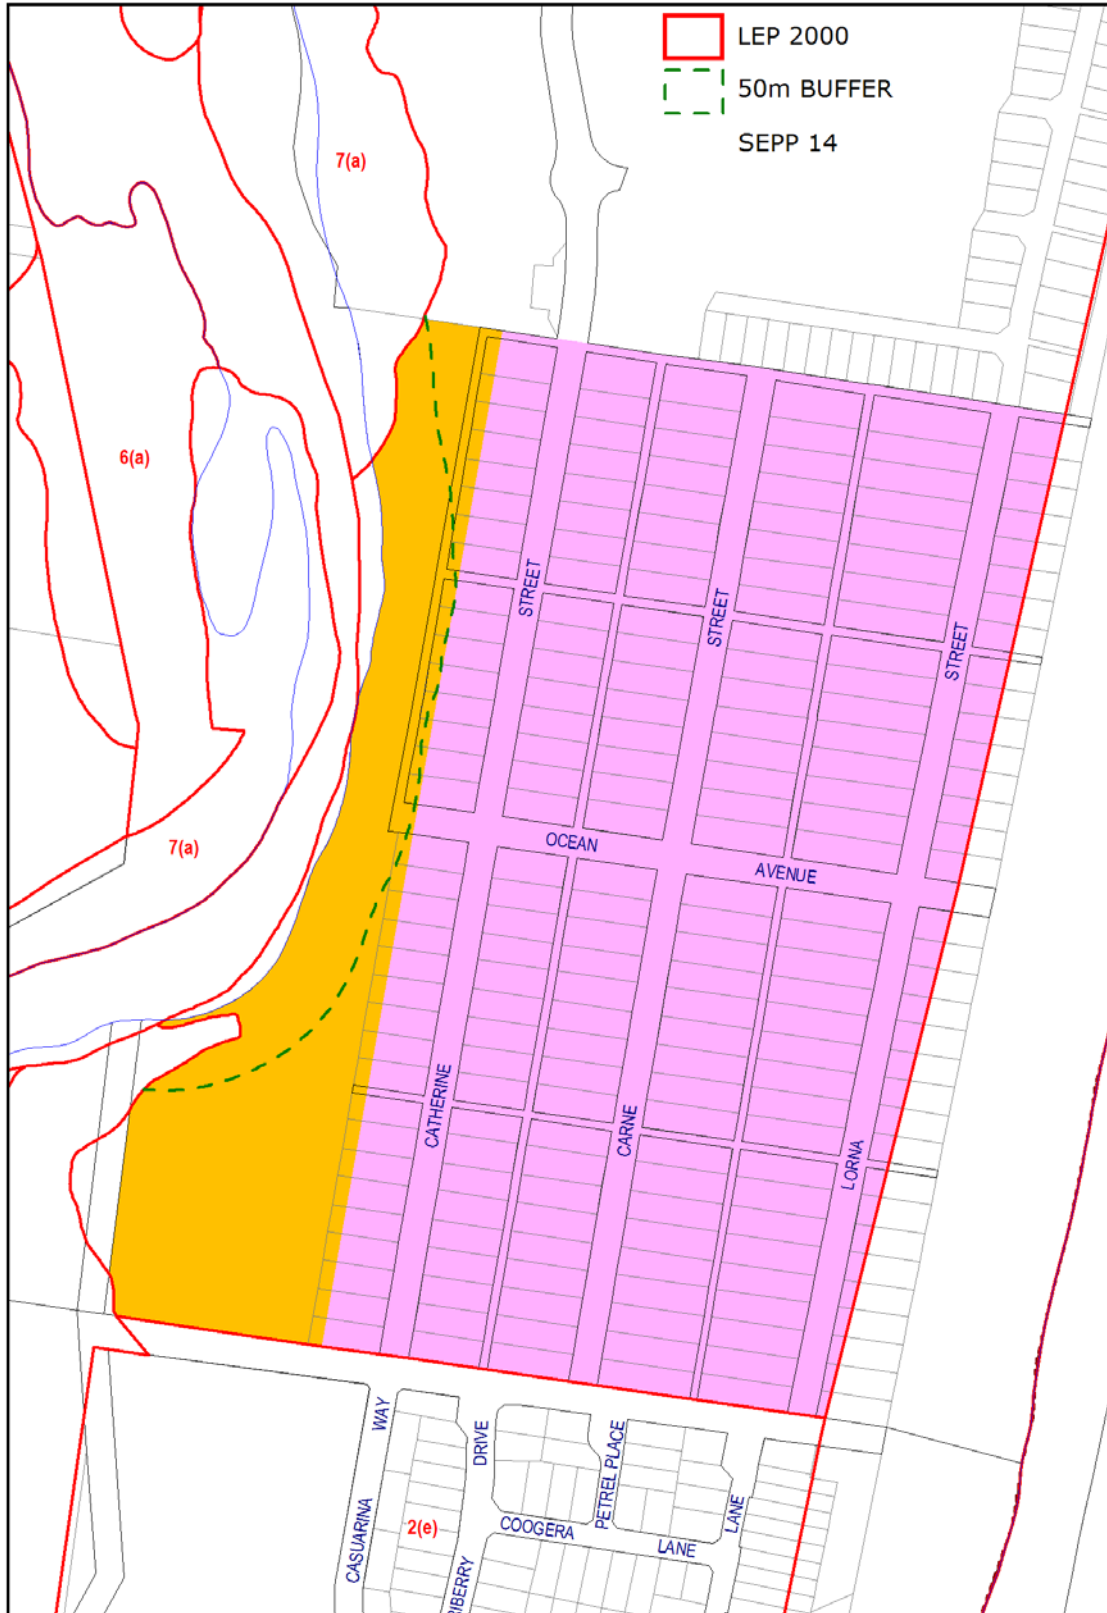 LEP 2000
50m BUFFER
SEPP 14
7(a)
6(a)
STREET
STREET
STREET
OCEAN
AVENUE
7(a)
CATHERINE
CARNE
LORNA
WAY
DRIVE
PETREL PLACE
LANE
CASUARINA
2(e)
COOGERA
LANE
RIBERRY